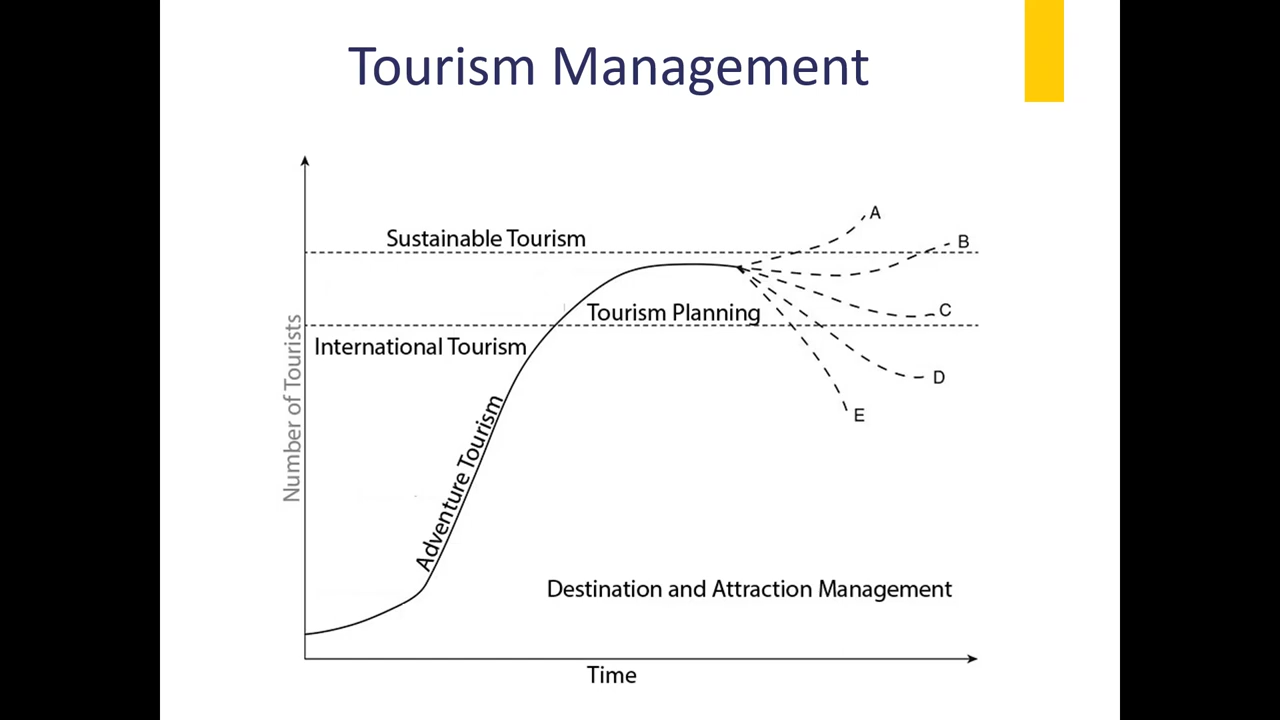 Tourism Management
A
Sustainable Tourism
B
Tourism Planning
C
International Tourism
D
E
Number of Tourists
Adventure Tourism
Destination and Attraction Management
Time